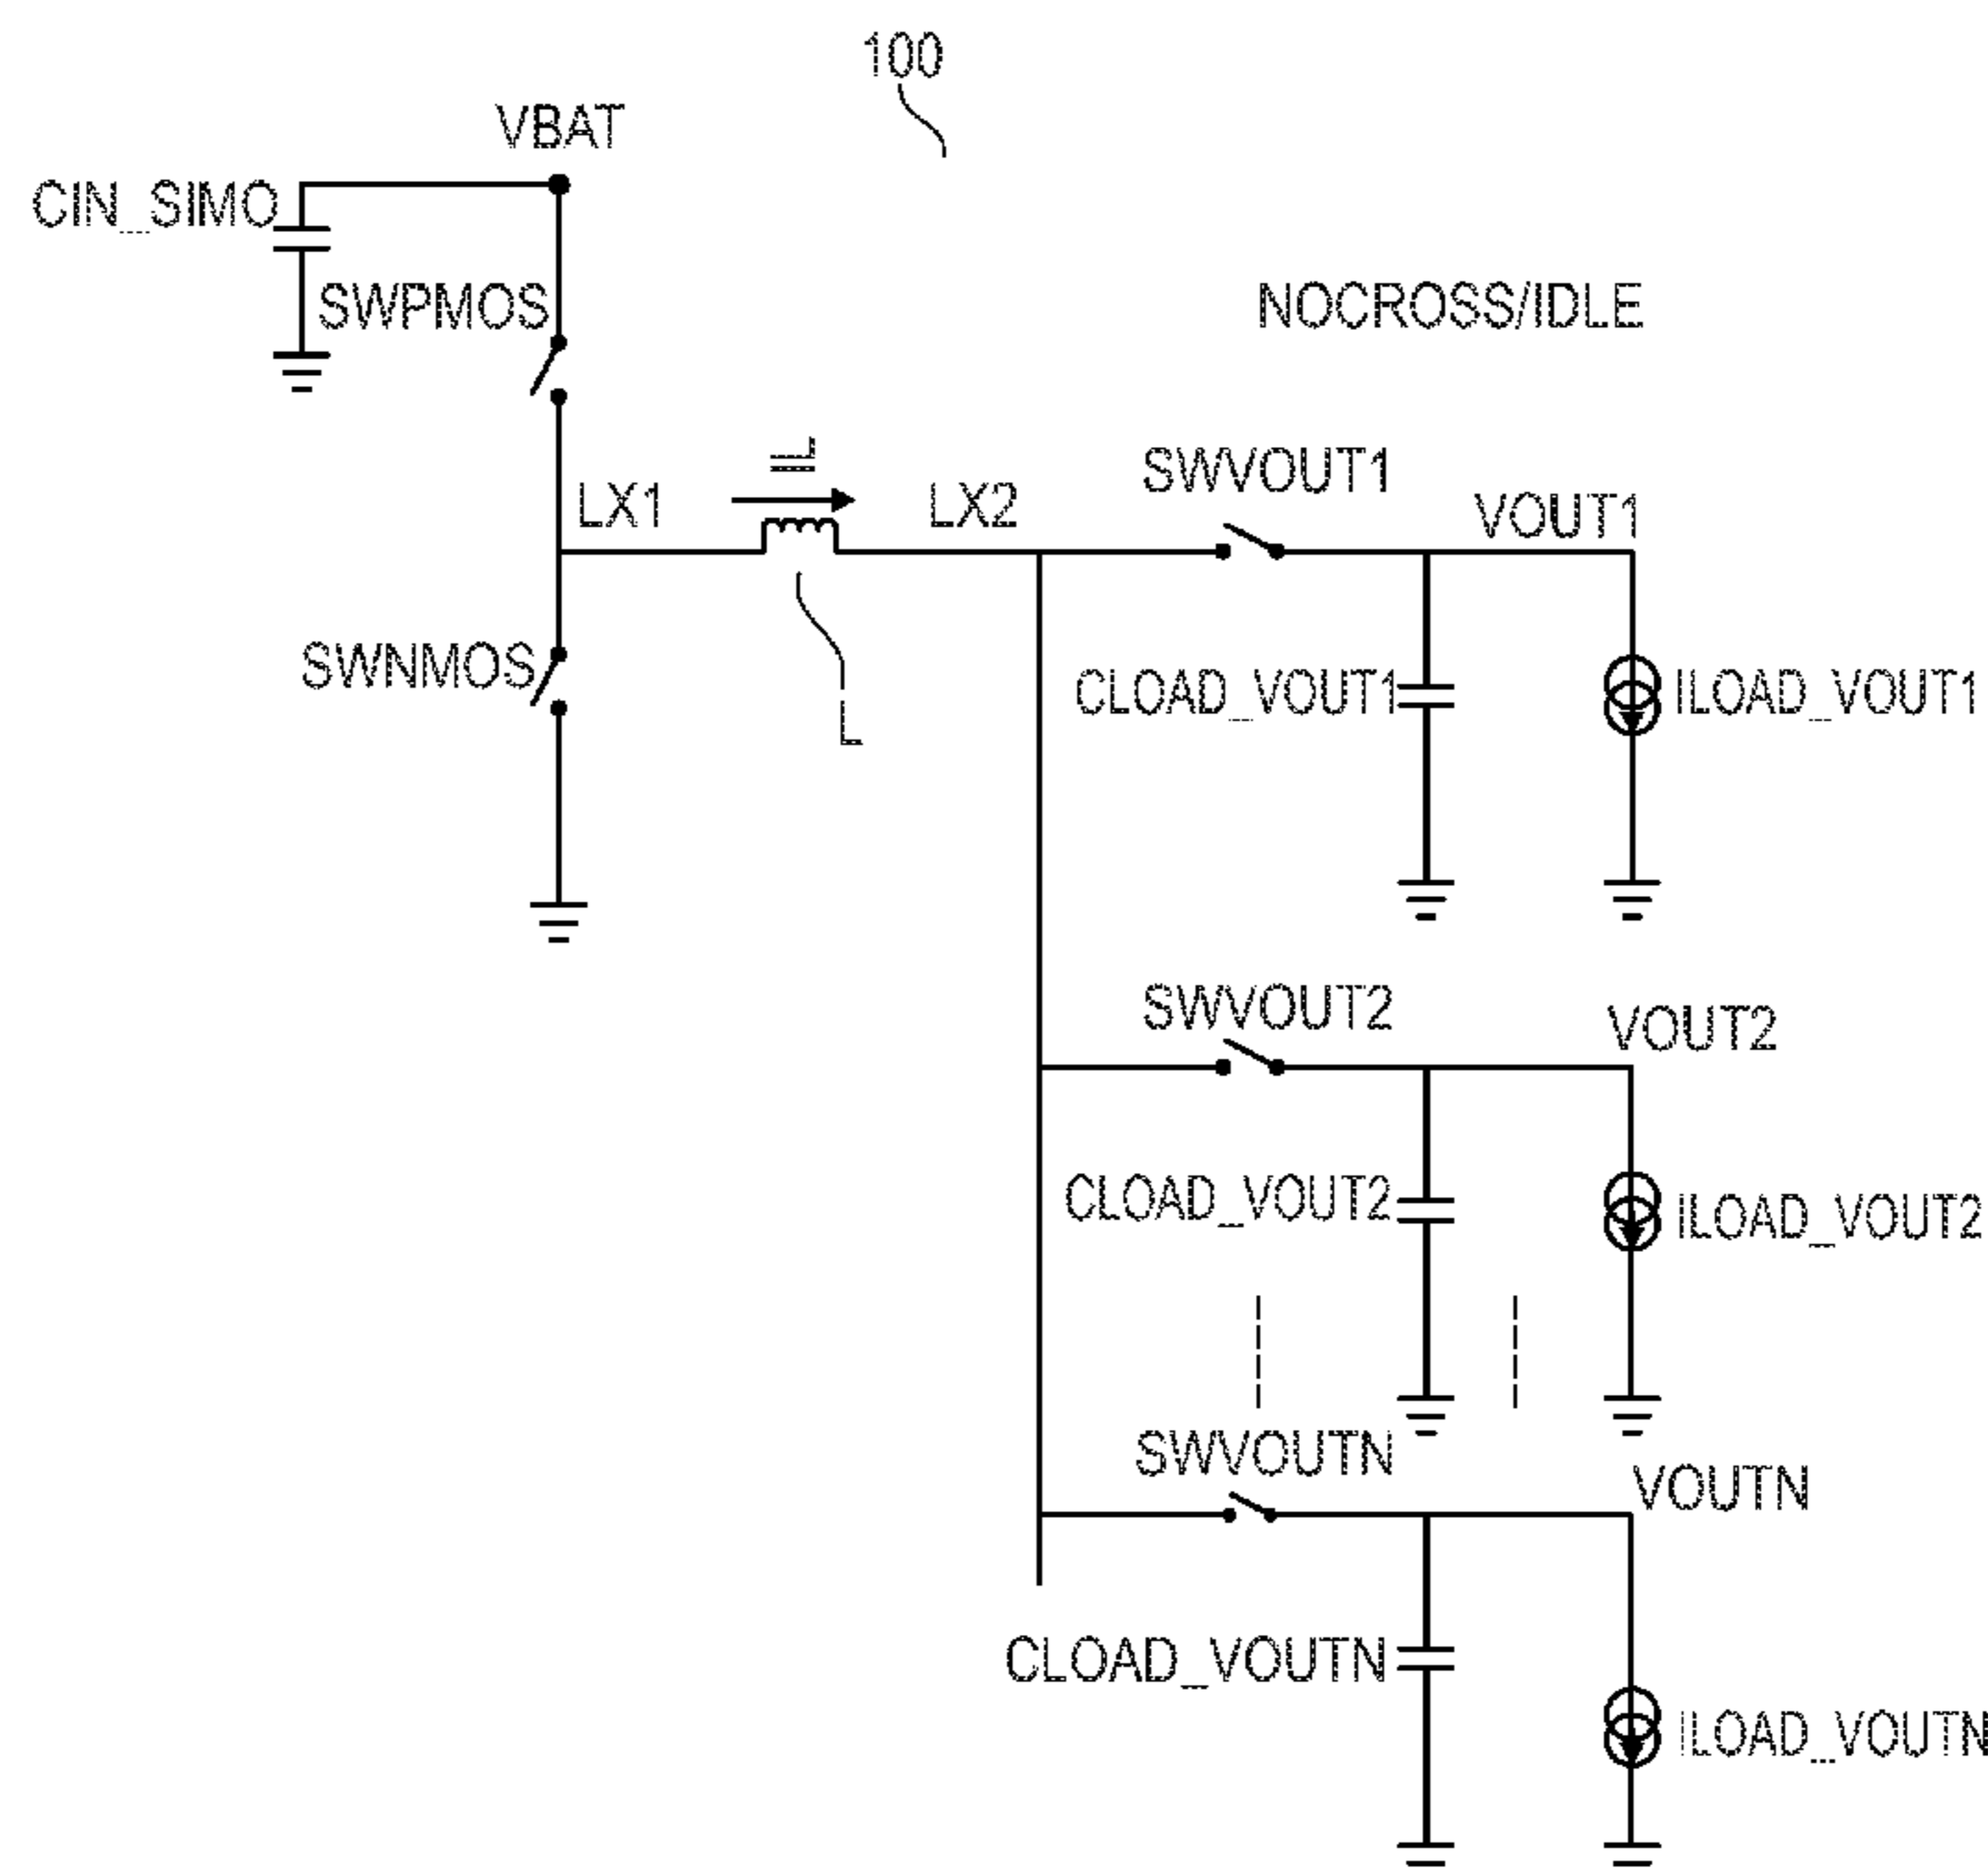 100
VBAT
CIN_SIMO
SWPMOS
NOCROSS/IDLE
IL
LX1
LX2
SWVOUT1
VOUT1
SWNMOS
L
CLOAD_VOUT1
ILOAD_VOUT1
SWVOUT2
VOUT2
CLOAD_VOUT2
ILOAD_VOUT2
SWVOUTN
VOUTN
CLOAD_VOUTN
ILOAD_VOUTN